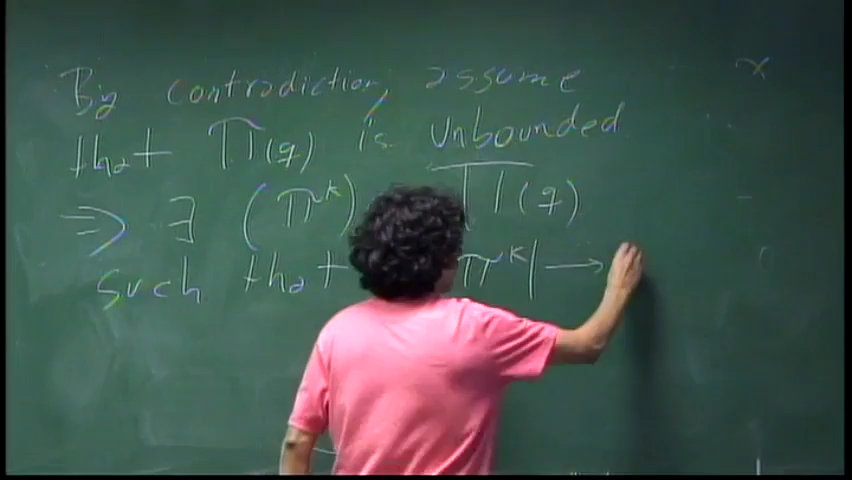 By contradiction, assume
that Π(q) is unbounded
⇒ ∃ (π^k) Π(q)
such that π^k| →